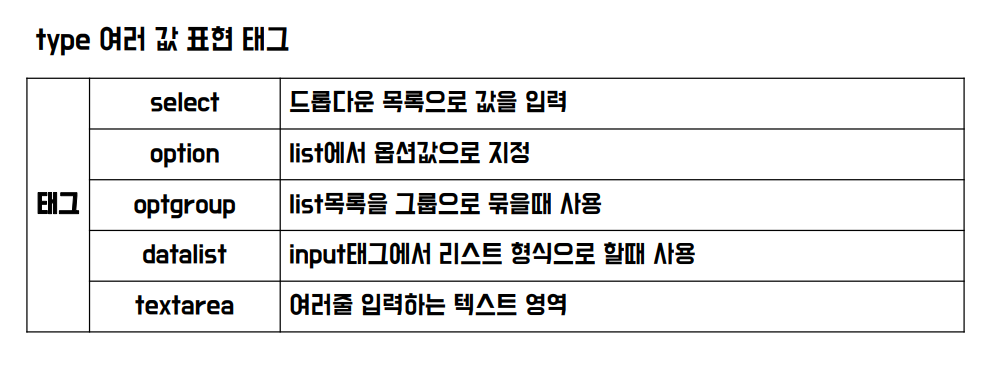 type 여러 값 표현 태그
태그
select 드롭다운 목록으로 값을 입력
option list에서 옵션값으로 지정
optgroup list목록을 그룹으로 묶을때 사용
datalist input태그에서 리스트 형식으로 할때 사용
textarea 여러줄 입력하는 텍스트 영역